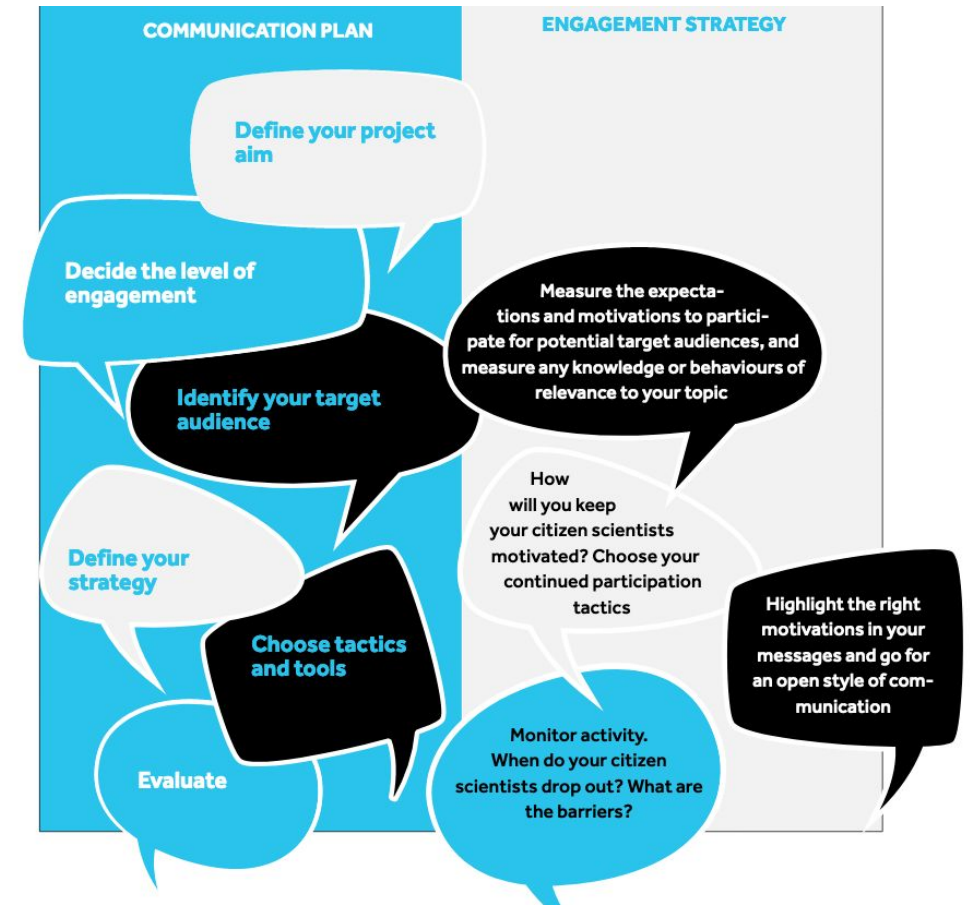 COMMUNICATION PLAN
ENGAGEMENT STRATEGY
Define your project
aim
Decide the level of
engagement
Identify your target
audience
Define your
strategy
Choose tactics
and tools
Evaluate
Measure the expecta-
tions and motivations to partici-
pate for potential target audiences, and
measure any knowledge or behaviours of
relevance to your topic
How
will you keep
your citizen scientists
motivated? Choose your
continued participation
tactics
Highlight the right
motivations in your
messages and go for
an open style of com-
munication
Monitor activity.
When do your citizen
scientists drop out? What are
the barriers?